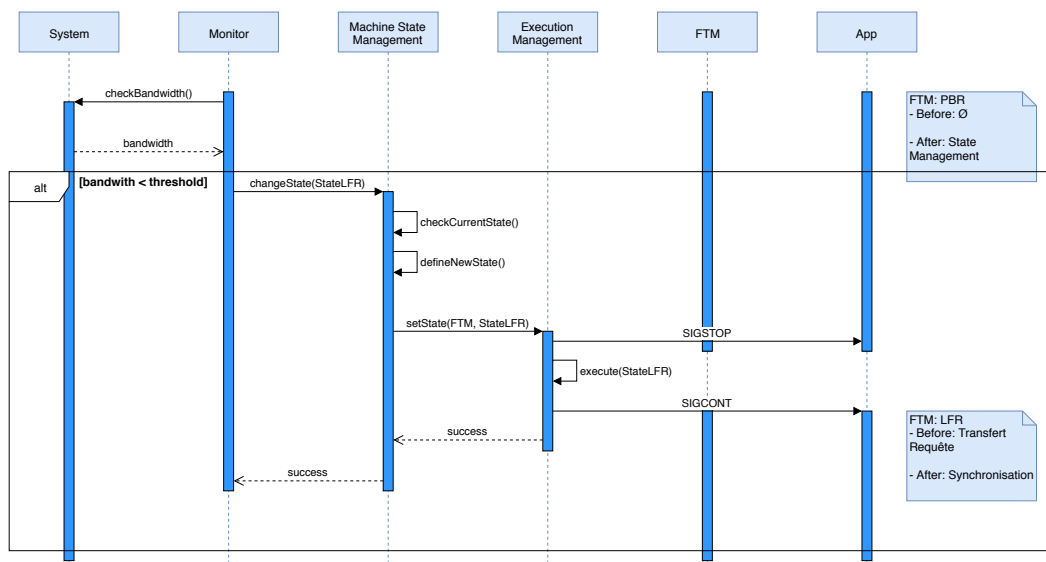 System
Monitor
Machine State
Management
Execution
Management
FTM
App
checkBandwidth()
FTM: PBR
- Before: Ø
- After: State
Management
bandwidth
alt
[bandwith < threshold]
changeState(StateLFR)
checkCurrentState()
defineNewState()
setState(FTM, StateLFR)
SIGSTOP
execute(StateLFR)
SIGCONT
FTM: LFR
- Before: Transfert
Requête
- After: Synchronisation
success
success